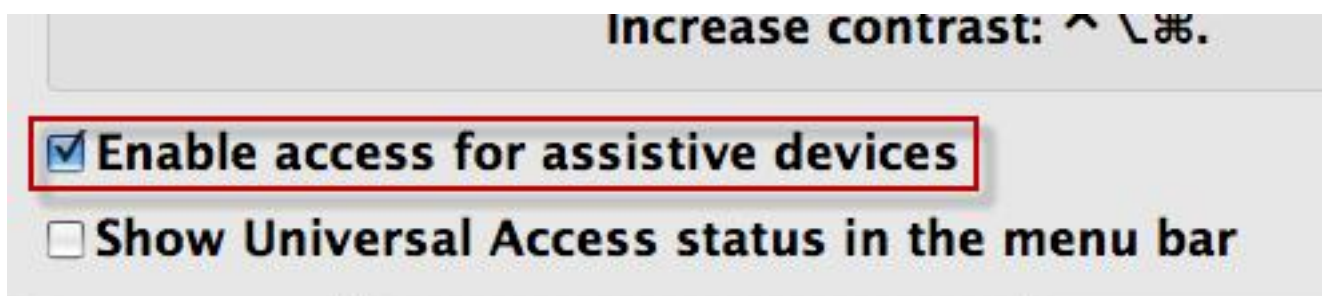 Increase contrast: ^ ⌥⌘.
Enable access for assistive devices
Show Universal Access status in the menu bar